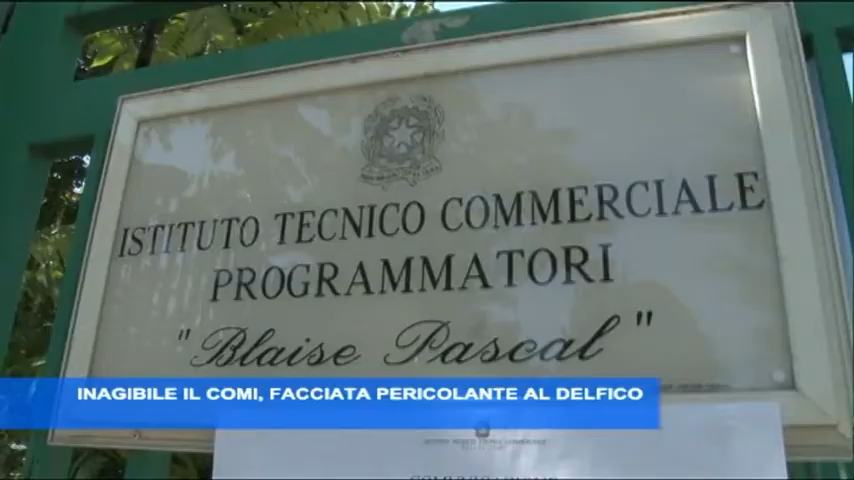 ISTITUTO TECNICO COMMERCIALE
PROGRAMMATORI
"Blaise Pascal"
INAGIBILE IL COMI, FACCIATA PERICOLANTE AL DELFICO